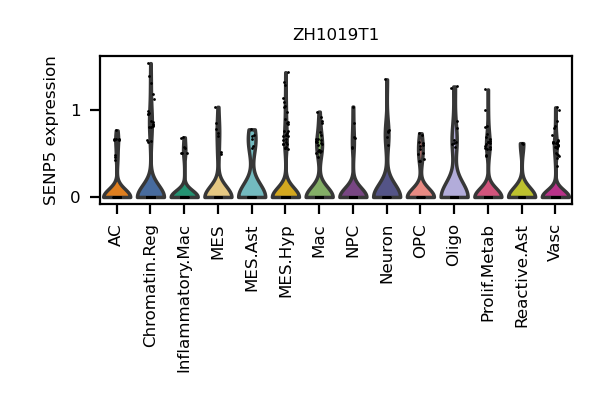 ZH1019T1
SENP5 expression
1
0
AC
Chromatin.Reg
Inflammatory.Mac
MES
MES.Ast
MES.Hyp
Mac
NPC
Neuron
OPC
Oligo
Prolif.Metab
Reactive.Ast
Vasc